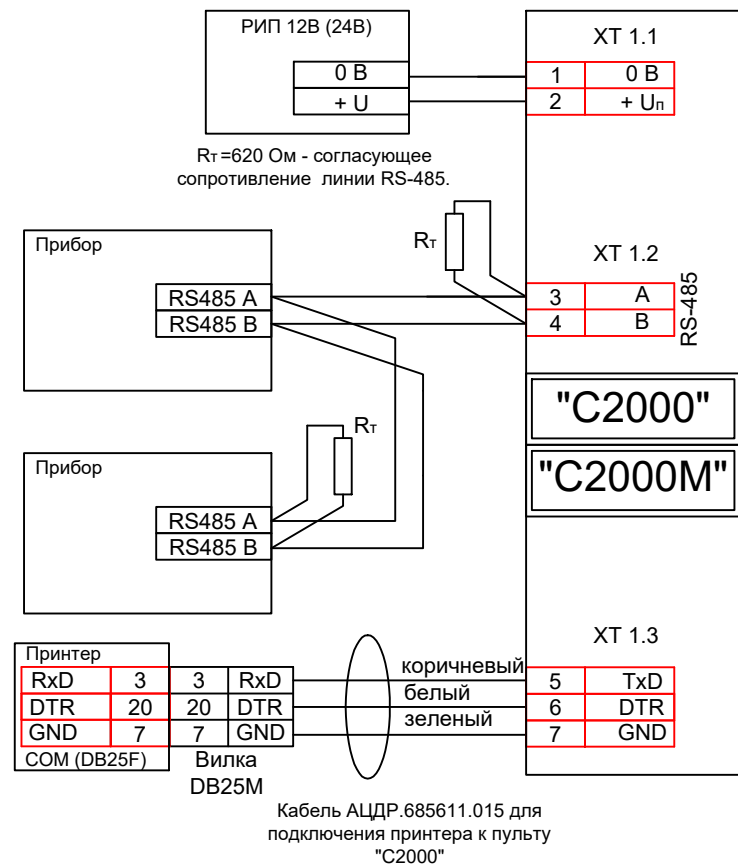 РИП 12В (24В)
0 В
+ U
XT 1.1
1 0 В
2 + Uп
Rт=620 Ом - согласующее
сопротивление линии RS-485.
Rт
Прибор
RS485 A
RS485 B
XT 1.2
3 A
4 B
RS-485
"С2000"
"С2000М"
Rт
Прибор
RS485 A
RS485 B
XT 1.3
5 TxD
6 DTR
7 GND
коричневый
белый
зеленый
Принтер
RxD 3 3 RxD
DTR 20 20 DTR
GND 7 7 GND
COM (DB25F)
Вилка
DB25M
Кабель АЦДР.685611.015 для
подключения принтера к пульту
"С2000"